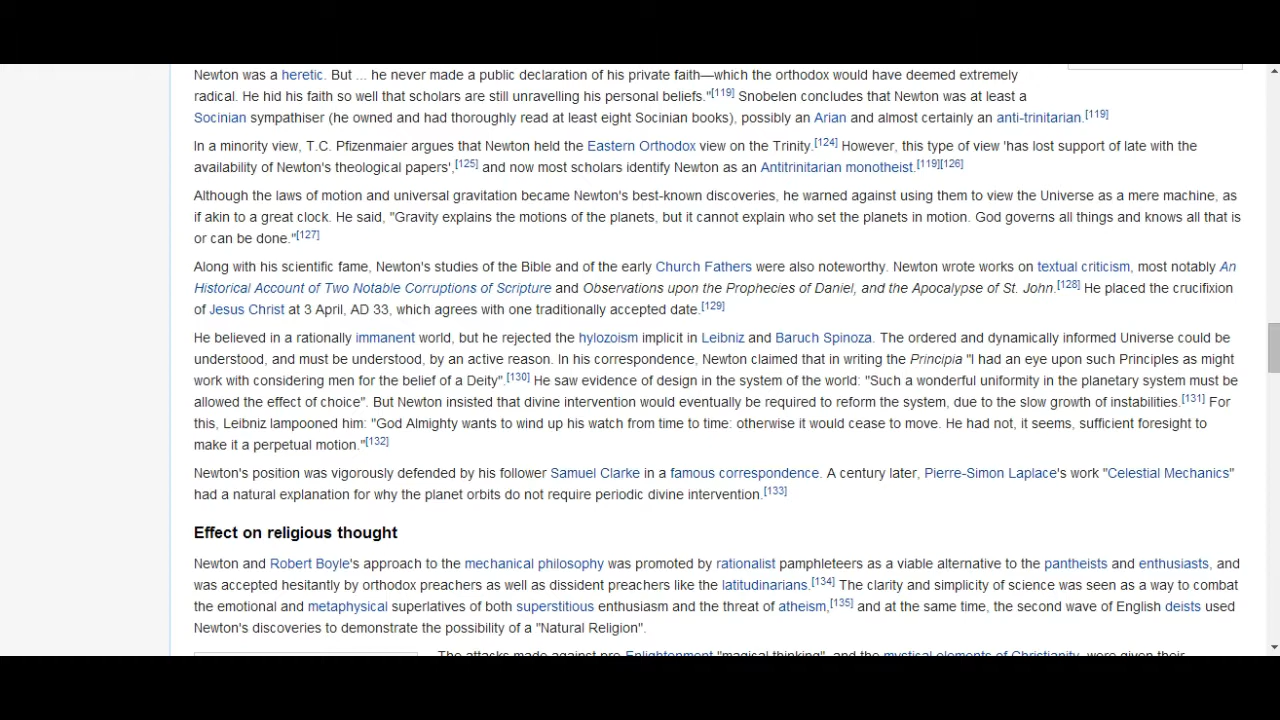 Newton was a heretic. But ... he never made a public declaration of his private faith—which the orthodox would have deemed extremely
radical. He hid his faith so well that scholars are still unravelling his personal beliefs."[119] Snobelen concludes that Newton was at least a
Socinian sympathiser (he owned and had thoroughly read at least eight Socinian books), possibly an Arian and almost certainly an anti-trinitarian.[119]
In a minority view, T.C. Pfizenmaier argues that Newton held the Eastern Orthodox view on the Trinity.[124] However, this type of view 'has lost support of late with the
availability of Newton's theological papers',[125] and now most scholars identify Newton as an Antitrinitarian monotheist.[119][126]
Although the laws of motion and universal gravitation became Newton's best-known discoveries, he warned against using them to view the Universe as a mere machine, as
if akin to a great clock. He said, "Gravity explains the motions of the planets, but it cannot explain who set the planets in motion. God governs all things and knows all that is
or can be done."[127]
Along with his scientific fame, Newton's studies of the Bible and of the early Church Fathers were also noteworthy. Newton wrote works on textual criticism, most notably An
Historical Account of Two Notable Corruptions of Scripture and Observations upon the Prophecies of Daniel, and the Apocalypse of St. John.[128] He placed the crucifixion
of Jesus Christ at 3 April, AD 33, which agrees with one traditionally accepted date.[129]
He believed in a rationally immanent world, but he rejected the hylozoism implicit in Leibniz and Baruch Spinoza. The ordered and dynamically informed Universe could be
understood, and must be understood, by an active reason. In his correspondence, Newton claimed that in writing the Principia "I had an eye upon such Principles as might
work with considering men for the belief of a Deity".[130] He saw evidence of design in the system of the world: "Such a wonderful uniformity in the planetary system must be
allowed the effect of choice". But Newton insisted that divine intervention would eventually be required to reform the system, due to the slow growth of instabilities.[131] For
this, Leibniz lampooned him: "God Almighty wants to wind up his watch from time to time: otherwise it would cease to move. He had not, it seems, sufficient foresight to
make it a perpetual motion."[132]
Newton's position was vigorously defended by his follower Samuel Clarke in a famous correspondence. A century later, Pierre-Simon Laplace's work "Celestial Mechanics"
had a natural explanation for why the planet orbits do not require periodic divine intervention.[133]
Effect on religious thought
Newton and Robert Boyle's approach to the mechanical philosophy was promoted by rationalist pamphleteers as a viable alternative to the pantheists and enthusiasts, and
was accepted hesitantly by orthodox preachers as well as dissident preachers like the latitudinarians.[134] The clarity and simplicity of science was seen as a way to combat
the emotional and metaphysical superlatives of both superstitious enthusiasm and the threat of atheism,[135] and at the same time, the second wave of English deists used
Newton's discoveries to demonstrate the possibility of a "Natural Religion".
The attacks made against pre-Enlightenment "magical thinking", and the mystical elements of Christianity, were given their